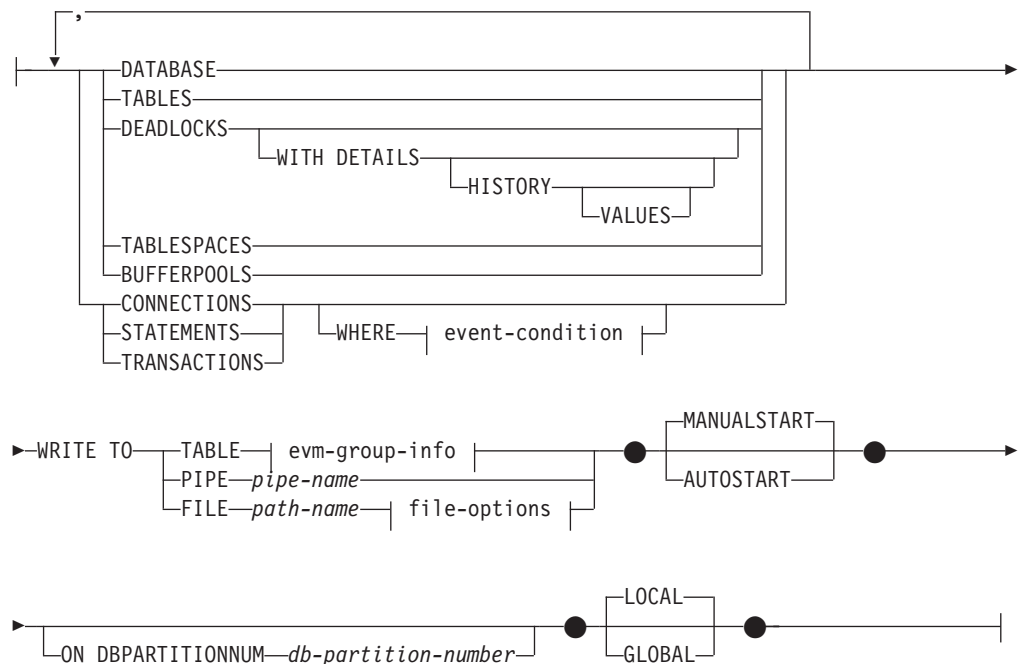 ,
DATABASE
TABLES
DEADLOCKS
WITH DETAILS
HISTORY
VALUES
TABLESPACES
BUFFERPOOLS
CONNECTIONS
STATEMENTS WHERE event-condition
TRANSACTIONS
MANUALSTART
WRITE TO TABLE evm-group-info
PIPE pipe-name AUTOSTART
FILE path-name file-options
LOCAL
ON DBPARTITIONNUM db-partition-number GLOBAL